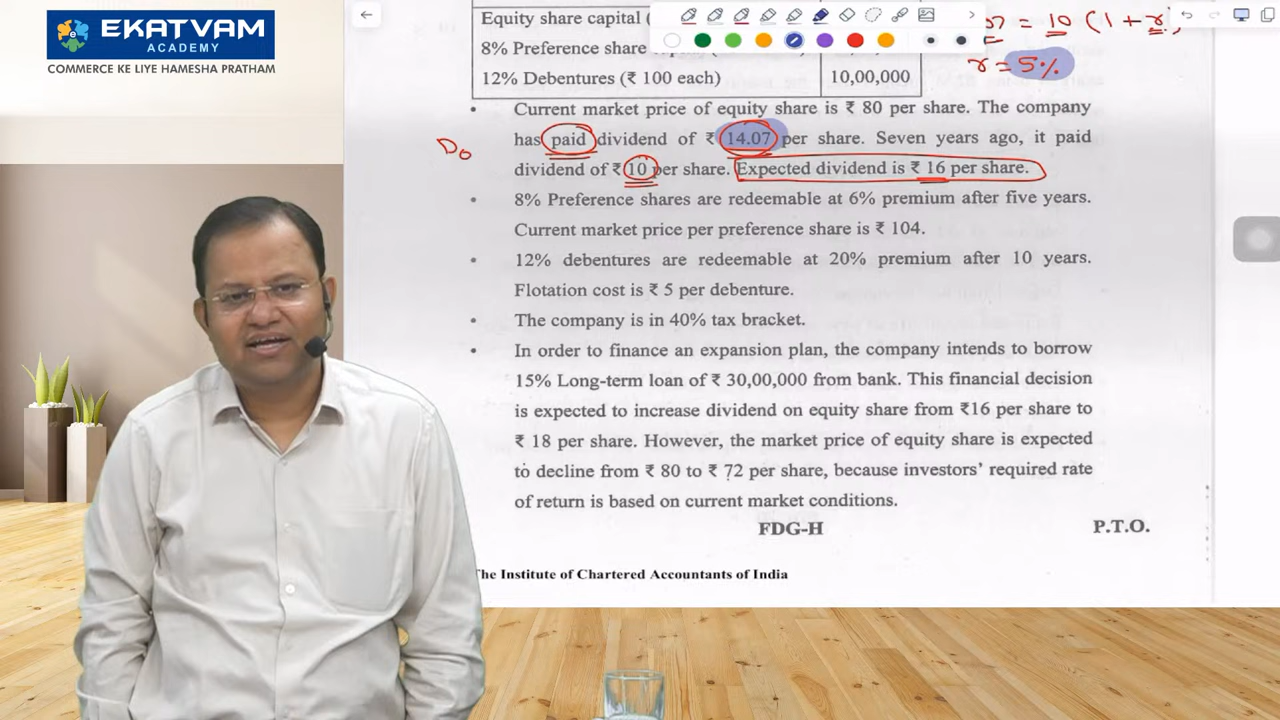 EKATVAM
ACADEMY
COMMERCE KE LIYE HAMESHA PRATHAM
Equity share capital (
8% Preference share
12% Debentures (₹ 100 each) 10,00,000
= 10 (1 + r)
r = 5%
• Current market price of equity share is ₹ 80 per share. The company
has paid dividend of ₹ 14.07 per share. Seven years ago, it paid
D0
dividend of ₹ 10 per share. Expected dividend is ₹ 16 per share.
• 8% Preference shares are redeemable at 6% premium after five years.
Current market price per preference share is ₹ 104.
• 12% debentures are redeemable at 20% premium after 10 years.
Flotation cost is ₹ 5 per debenture.
• The company is in 40% tax bracket.
• In order to finance an expansion plan, the company intends to borrow
15% Long-term loan of ₹ 30,00,000 from bank. This financial decision
is expected to increase dividend on equity share from ₹16 per share to
₹ 18 per share. However, the market price of equity share is expected
to decline from ₹ 80 to ₹ 72 per share, because investors' required rate
of return is based on current market conditions.
FDG-H P.T.O.
The Institute of Chartered Accountants of India